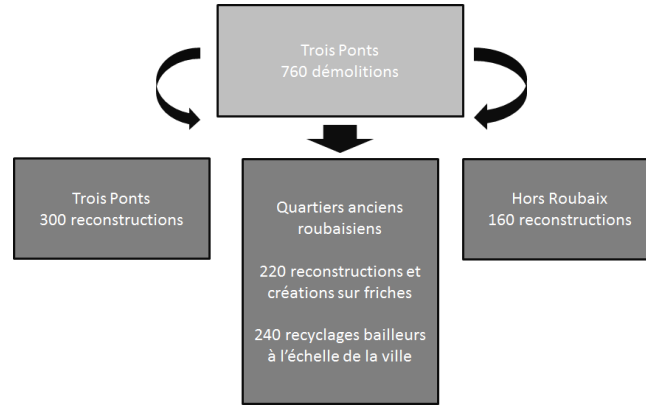 Trois Ponts
760 démolitions
Trois Ponts
300 reconstructions
Quartiers anciens
roubaisiens
220 reconstructions et
créations sur friches
240 recyclages bailleurs
à l'échelle de la ville
Hors Roubaix
160 reconstructions